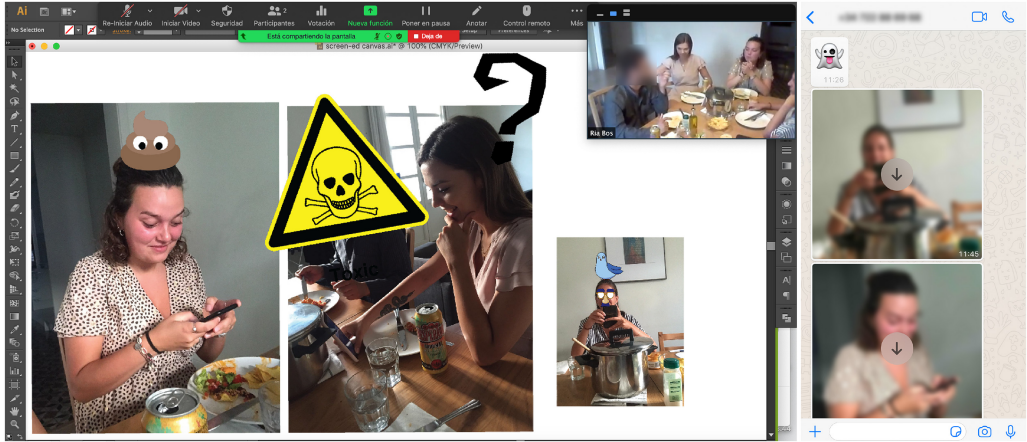 Ai
2
Re-Iniciar Audio Iniciar Video Seguridad Participantes Votación Nueva función Poner en pausa Anotar Control remoto Más
No Selection
Está compartiendo la pantalla Deja de
screen-ed canvas.ai* @ 100% (CMYK/Preview)
?
Ria Bos
Toxic
11:26
11:45